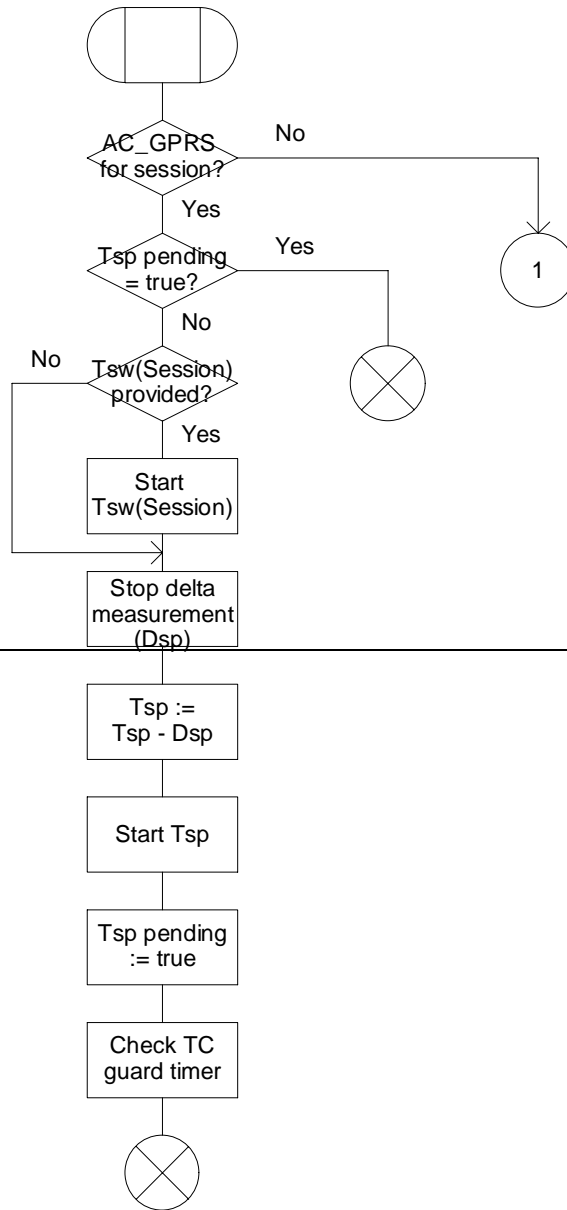 AC_GPRS
for session?
No
Yes
Tsp pending
= true?
Yes
1
No
No
Tsw(Session)
provided?
Yes
Start
Tsw(Session)
Stop delta
measurement
(Dsp)
Tsp :=
Tsp - Dsp
Start Tsp
Tsp pending
:= true
Check TC
guard timer